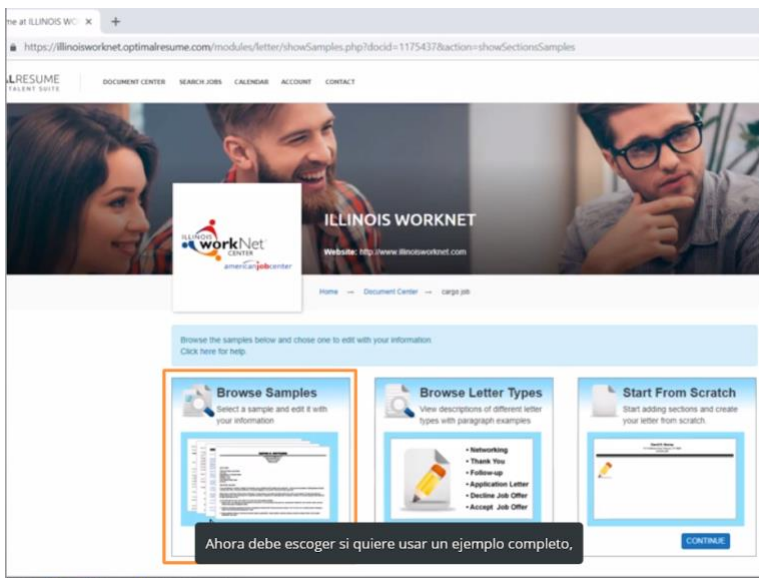 me at ILLINOIS WO
https://illinoisworknet.optimalresume.com/modules/letter/showSamples.php?docid=1175437&action=showSectionsSamples
LRESUME
TALENT SUITE
DOCUMENT CENTER SEARCH JOBS CALENDAR ACCOUNT CONTACT
ILLINOIS
workNet
CENTER
americanjobcenter
ILLINOIS WORKNET
Website: http://www.illinoisworknet.com
Home → Document Center → cargo job
Browse the samples below and chose one to edit with your information.
Click here for help.
Browse Samples
Select a sample and edit it with
your information
Browse Letter Types
View descriptions of different letter
types with paragraph examples
• Networking
• Thank You
• Follow-up
• Application Letter
• Decline Job Offer
• Accept Job Offer
Start From Scratch
Start adding sections and create
your letter from scratch.
CONTINUE
Ahora debe escoger si quiere usar un ejemplo completo,